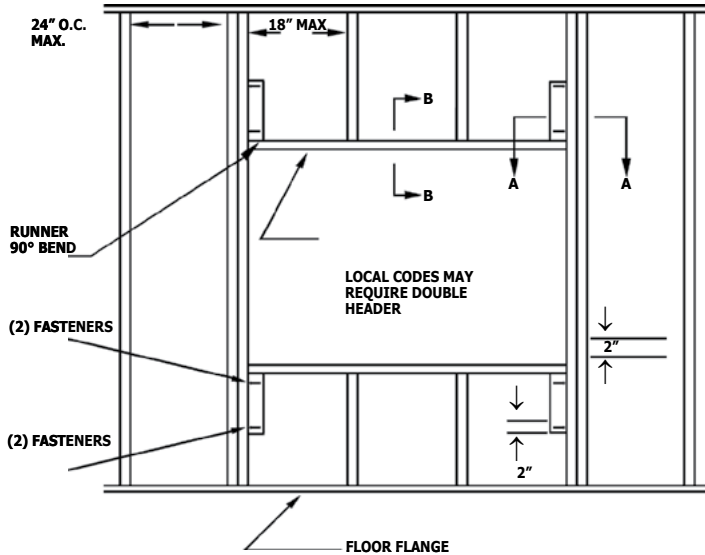 24" O.C.
MAX.
18" MAX
B
B
A
A
RUNNER
90° BEND
LOCAL CODES MAY
REQUIRE DOUBLE
HEADER
(2) FASTENERS
2"
(2) FASTENERS
2"
FLOOR FLANGE